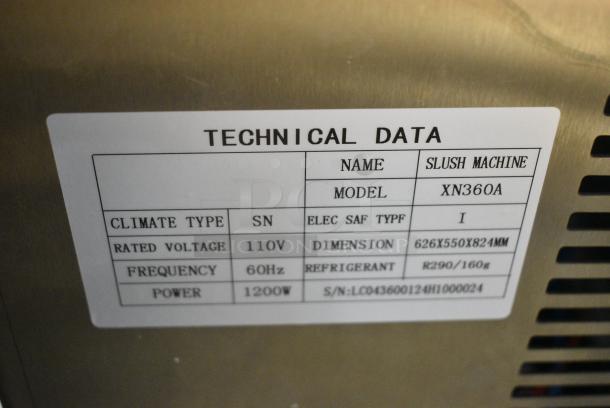 TECHNICAL DATA
NAME SLUSH MACHINE
MODEL XN360A
CLIMATE TYPE SN ELEC SAF TYPF I
RATED VOLTAGE 110V DIMENSION 626X550X824MM
FREQUENCY 60Hz REFRIGERANT R290/160g
POWER 1200W S/N:LC043600124H1000024